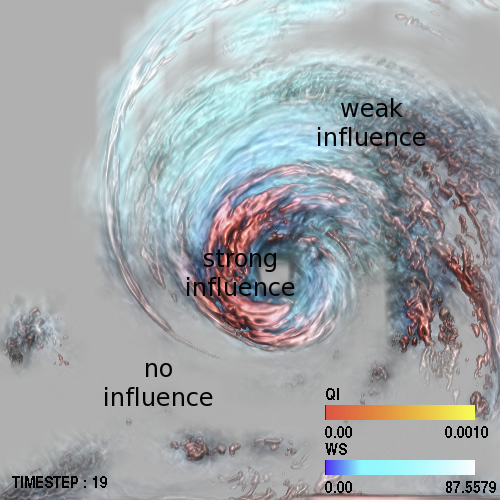 weak
influence
strong
influence
no
influence
QI
0.00 0.0010
WS
0.00 87.5579
TIMESTEP : 19